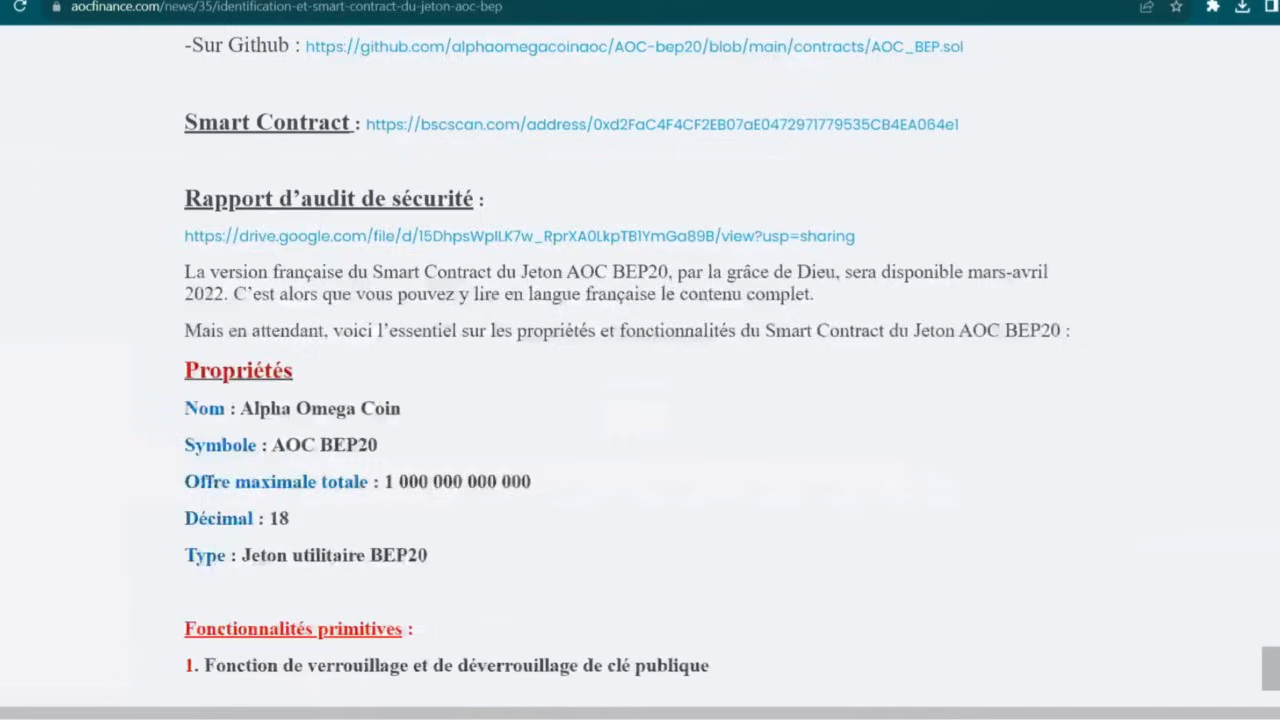 aocfinance.com/news/35/identification-et-smart-contract-du-jeton-aoc-bep
-Sur Github : https://github.com/alphaomegacoinaoc/AOC-bep20/blob/main/contracts/AOC_BEP.sol
Smart Contract : https://bscscan.com/address/0xd2FaC4F4CF2EB07aE0472971779535CB4EA064e1
Rapport d’audit de sécurité :
https://drive.google.com/file/d/15DhpsWpILK7w_RprXA0LkpTB1YmGa89B/view?usp=sharing
La version française du Smart Contract du Jeton AOC BEP20, par la grâce de Dieu, sera disponible mars-avril
2022. C’est alors que vous pouvez y lire en langue française le contenu complet.
Mais en attendant, voici l’essentiel sur les propriétés et fonctionnalités du Smart Contract du Jeton AOC BEP20 :
Propriétés
Nom : Alpha Omega Coin
Symbole : AOC BEP20
Offre maximale totale : 1 000 000 000 000
Décimal : 18
Type : Jeton utilitaire BEP20
Fonctionnalités primitives :
1. Fonction de verrouillage et de déverrouillage de clé publique